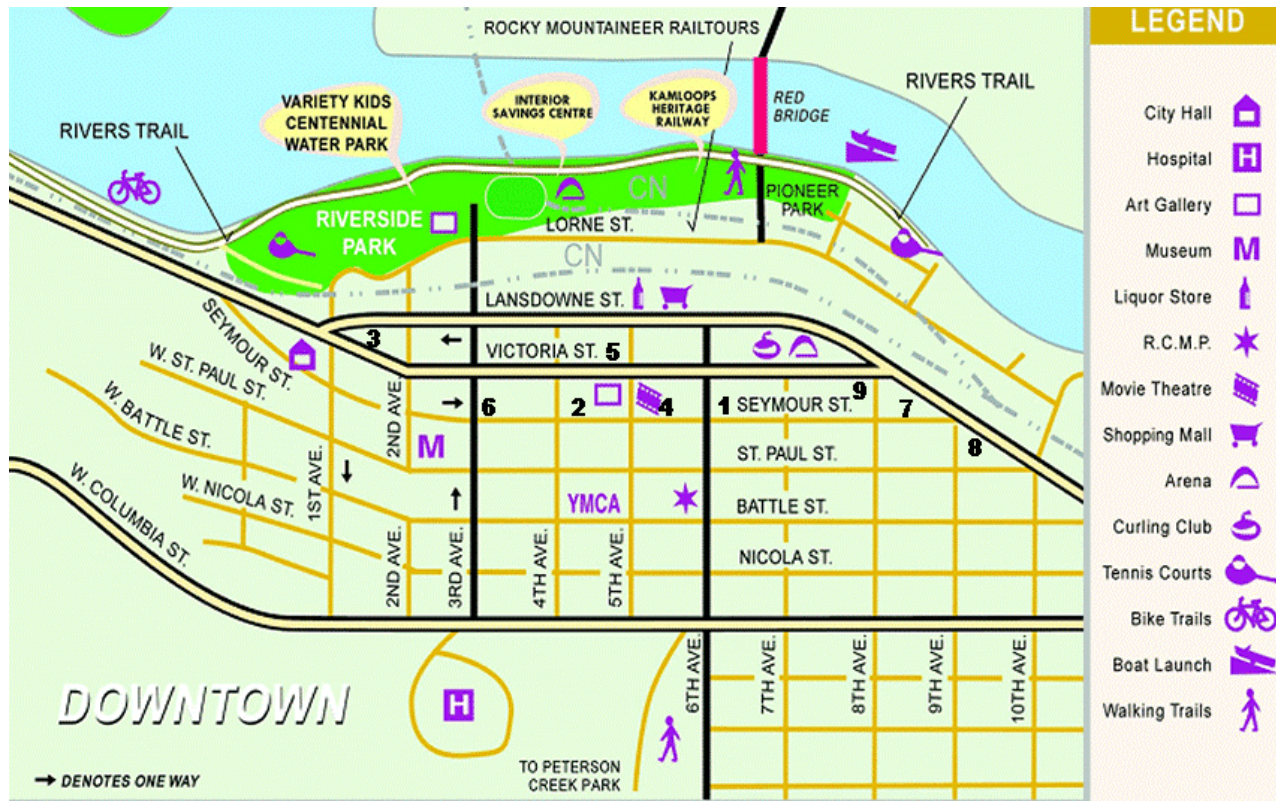 ROCKY MOUNTAINEER RAILTOURS
LEGEND
VARIETY KIDS
CENTENNIAL
WATER PARK
INTERIOR
SAVINGS CENTRE
KAMLOOPS
HERITAGE
RAILWAY
RED
BRIDGE
RIVERS TRAIL
RIVERS TRAIL
CN
PIONEER
PARK
RIVERSIDE
PARK
LORNE ST.
CN
LANSDOWNE ST.
SEYMOUR ST.
3
VICTORIA ST.
5
W. ST. PAUL ST.
W. BATTLE ST.
2ND AVE.
6
2
4
1
SEYMOUR ST.
9
7
8
M
ST. PAUL ST.
W. NICOLA ST.
1ST AVE.
YMCA
BATTLE ST.
W. COLUMBIA ST.
NICOLA ST.
2ND AVE.
3RD AVE.
4TH AVE.
5TH AVE.
6TH AVE.
7TH AVE.
8TH AVE.
9TH AVE.
10TH AVE.
H
DOWNTOWN
TO PETERSON
CREEK PARK
DENOTES ONE WAY
City Hall
Hospital H
Art Gallery
Museum M
Liquor Store
R.C.M.P.
Movie Theatre
Shopping Mall
Arena
Curling Club
Tennis Courts
Bike Trails
Boat Launch
Walking Trails